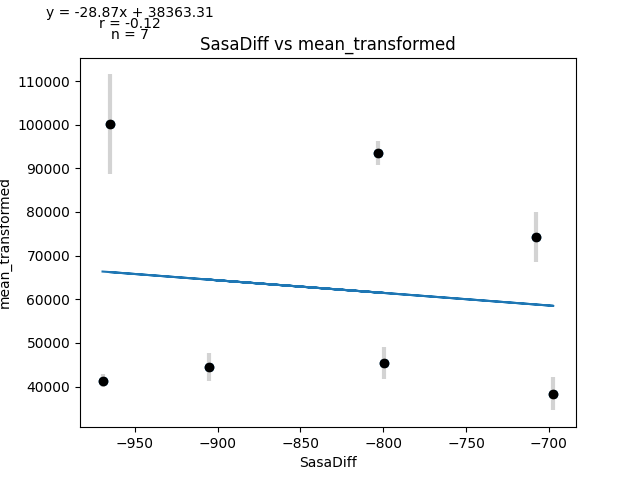 y = -28.87x + 38363.31
r = -0.12
n = 7
SasaDiff vs mean_transformed
110000
100000
90000
80000
70000
60000
50000
40000
mean_transformed
−950
−900
−850
−800
−750
−700
SasaDiff